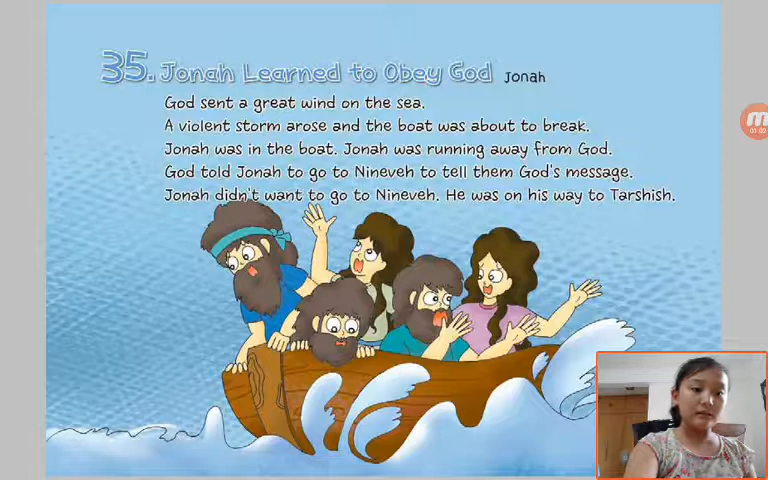 35. Jonah Learned to Obey God Jonah
God sent a great wind on the sea.
A violent storm arose and the boat was about to break.
Jonah was in the boat. Jonah was running away from God.
God told Jonah to go to Nineveh to tell them God's message.
Jonah didn't want to go to Nineveh. He was on his way to Tarshish.